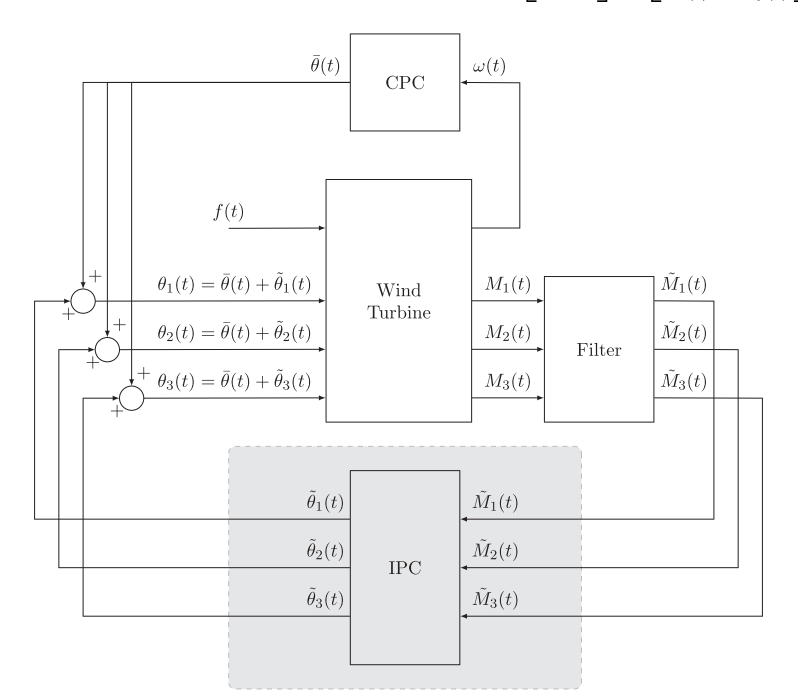 θ̄(t)
CPC
ω(t)
f(t)
Wind
Turbine
+
θ₁(t) = θ̄(t) + θ̃₁(t)
+
M₁(t)
M̃₁(t)
+
θ₂(t) = θ̄(t) + θ̃₂(t)
+
M₂(t)
Filter
M̃₂(t)
+
θ₃(t) = θ̄(t) + θ̃₃(t)
+
M₃(t)
M̃₃(t)
θ̃₁(t)
M̃₁(t)
θ̃₂(t)
IPC
M̃₂(t)
θ̃₃(t)
M̃₃(t)